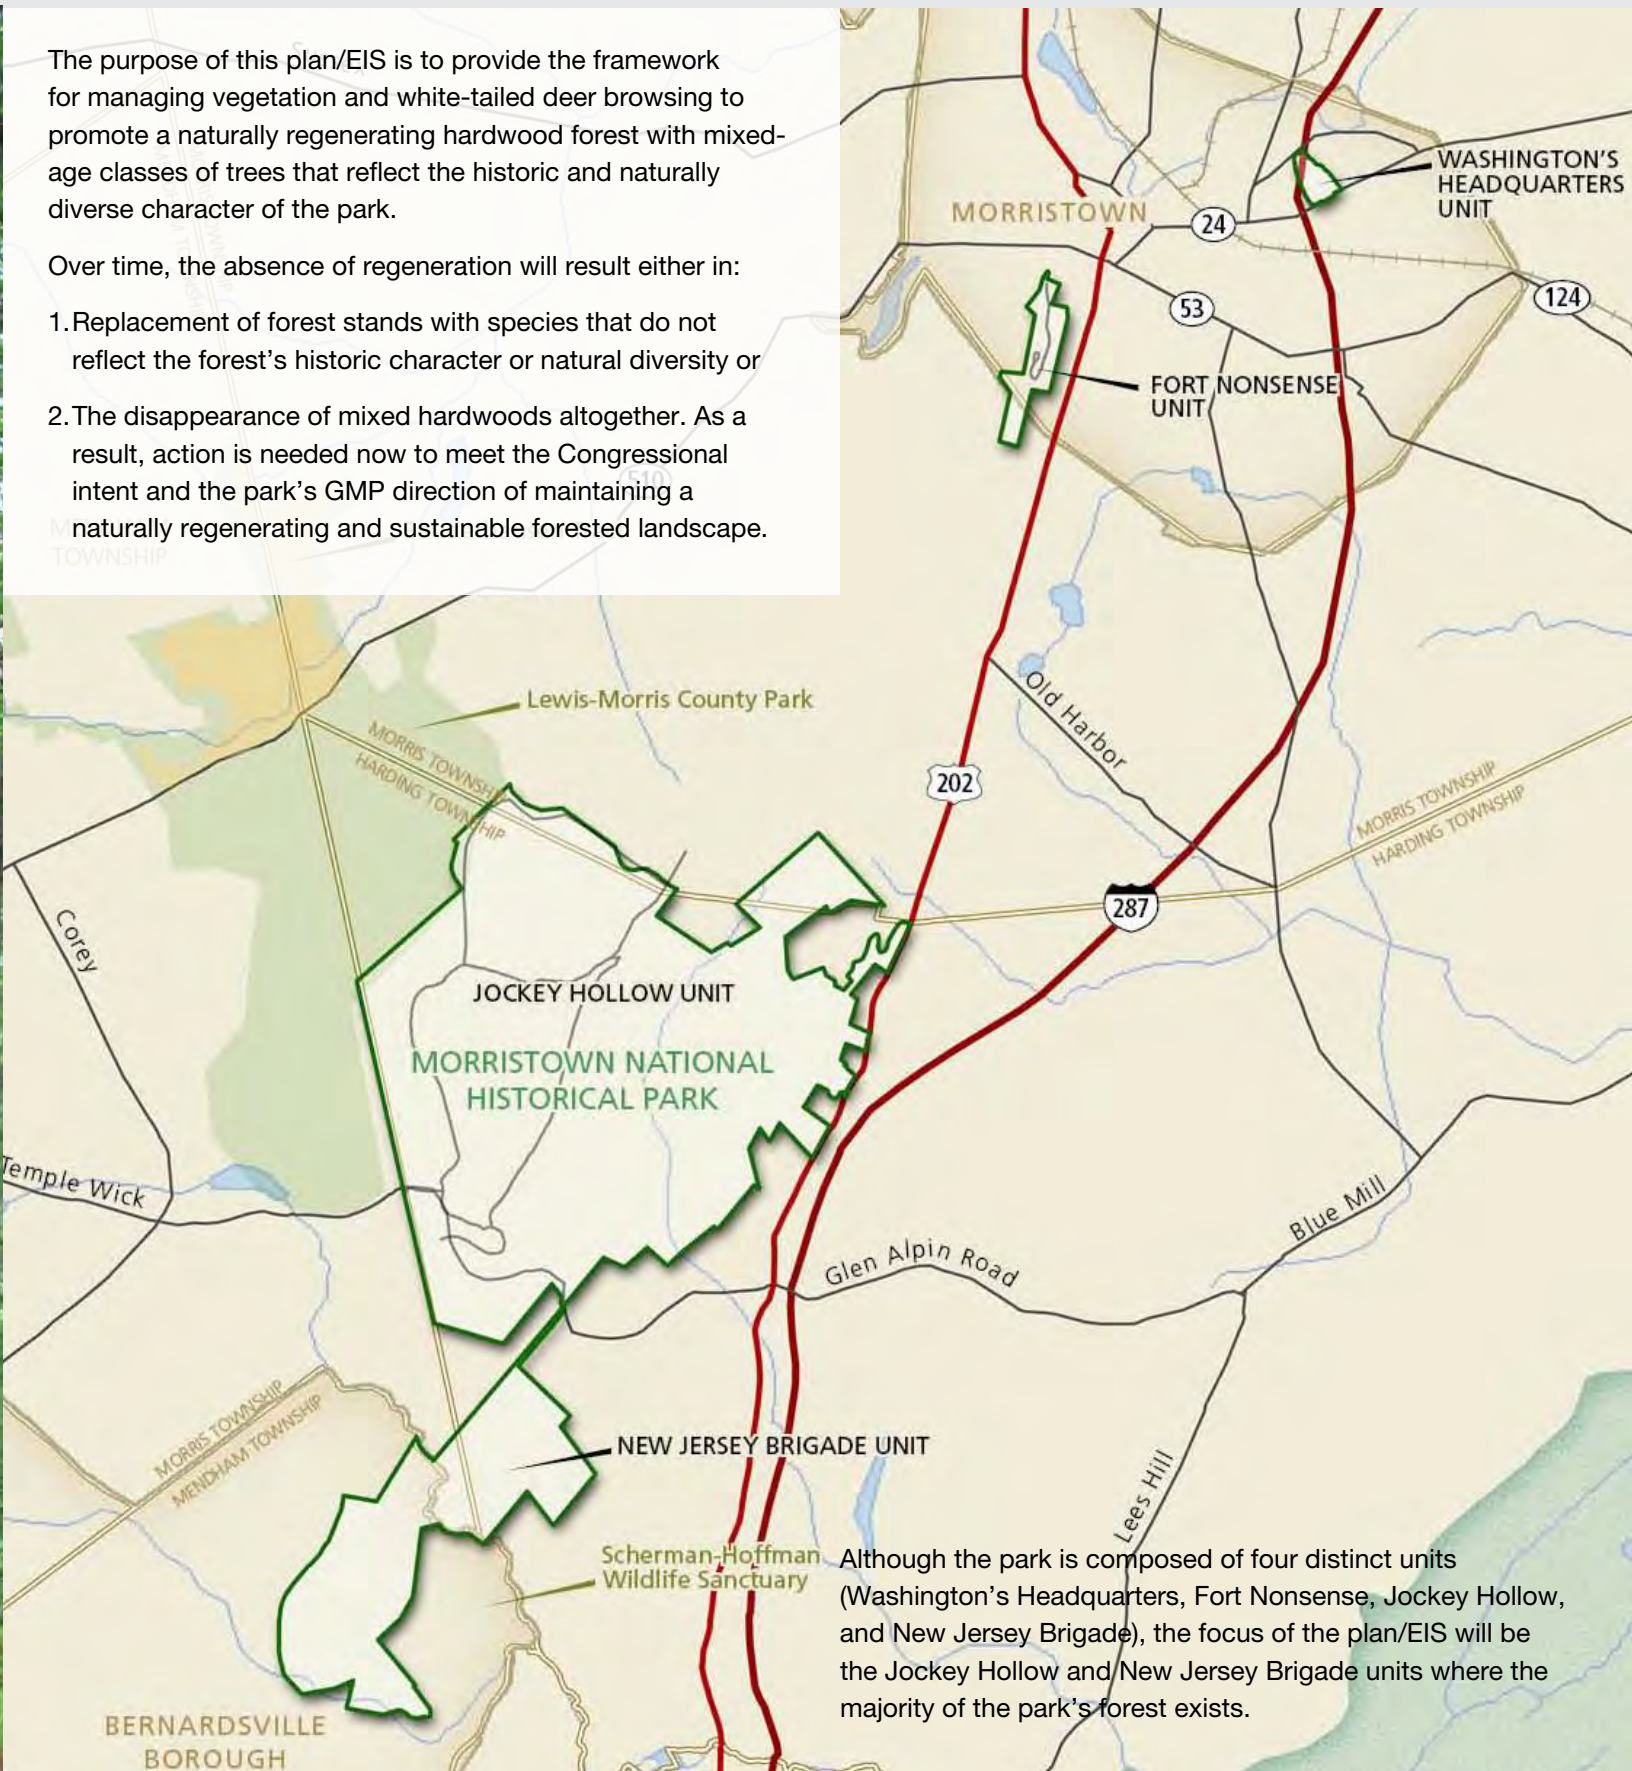 The purpose of this plan/EIS is to provide the framework
for managing vegetation and white-tailed deer browsing to
promote a naturally regenerating hardwood forest with mixed-
age classes of trees that reflect the historic and naturally
diverse character of the park.
Over time, the absence of regeneration will result either in:
1. Replacement of forest stands with species that do not
reflect the forest’s historic character or natural diversity or
2. The disappearance of mixed hardwoods altogether. As a
result, action is needed now to meet the Congressional
intent and the park’s GMP direction of maintaining a
naturally regenerating and sustainable forested landscape.
510
TOWNSHIP
WASHINGTON'S
HEADQUARTERS
UNIT
MORRISTOWN
24
53
124
FORT NONSENSE
UNIT
Lewis-Morris County Park
MORRIS TOWNSHIP
HARDING TOWNSHIP
Old Harbor
202
MORRIS TOWNSHIP
HARDING TOWNSHIP
287
Corey
JOCKEY HOLLOW UNIT
MORRISTOWN NATIONAL
HISTORICAL PARK
Temple Wick
Blue Mill
Glen Alpin Road
MORRIS TOWNSHIP
MENDHAM TOWNSHIP
NEW JERSEY BRIGADE UNIT
Lees Hill
Scherman-Hoffman
Wildlife Sanctuary
Although the park is composed of four distinct units
(Washington’s Headquarters, Fort Nonsense, Jockey Hollow,
and New Jersey Brigade), the focus of the plan/EIS will be
the Jockey Hollow and New Jersey Brigade units where the
majority of the park’s forest exists.
BERNARDSVILLE
BOROUGH